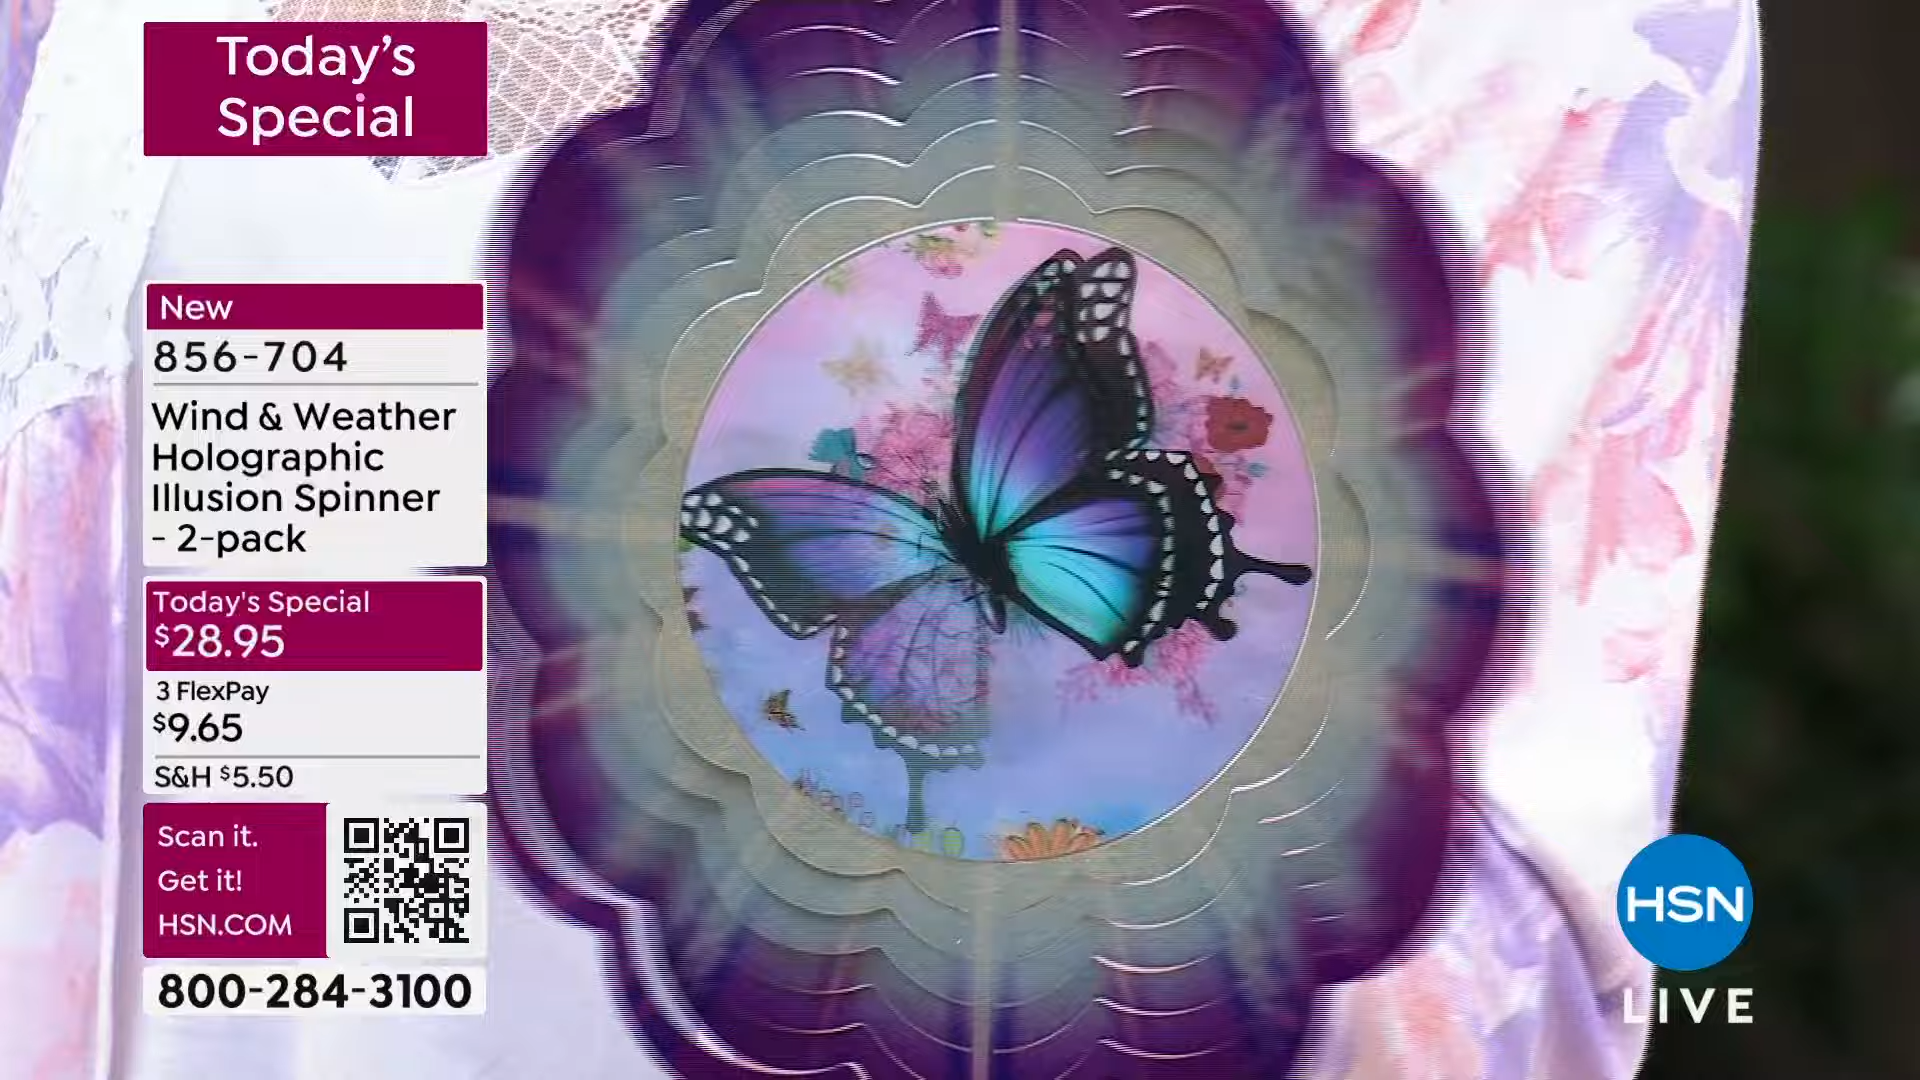 Today's
Special
New
856-704
Wind & Weather
Holographic
Illusion Spinner
- 2-pack
Today's Special
$28.95
3 FlexPay
$9.65
S&H $5.50
Scan it.
Get it!
HSN.COM
800-284-3100
HSN
LIVE